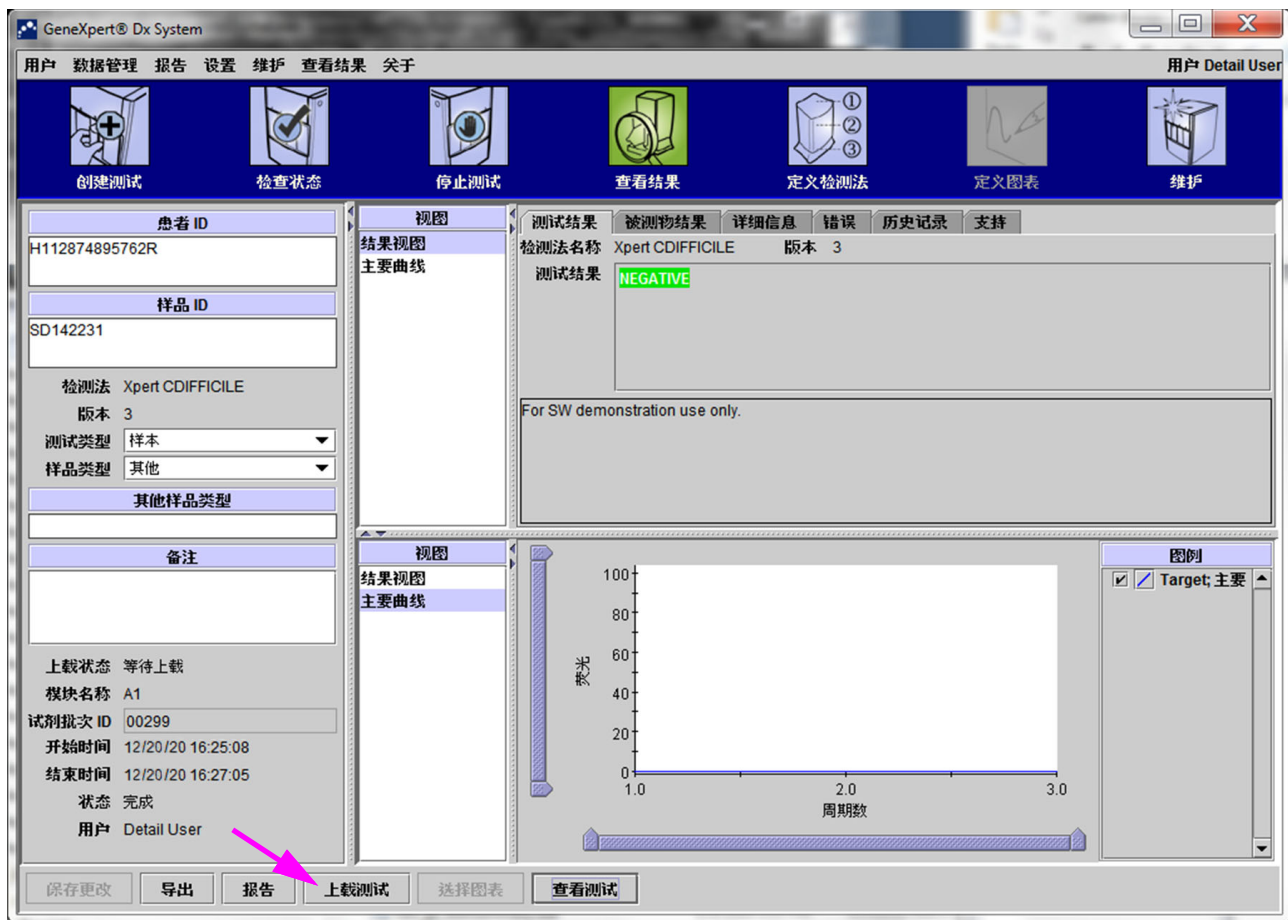 GeneXpert® Dx System
用户 数据管理 报告 设置 维护 查看结果 关于 用户 Detail User
创建测试 检查状态 停止测试 查看结果 定义检测法 定义图表 维护
患者 ID
H112874895762R
样品 ID
SD142231
检测法 Xpert CDIFFICILE
版本 3
测试类型 样本
样品类型 其他
其他样品类型
备注
上载状态 等待上载
模块名称 A1
试剂批次 ID 00299
开始时间 12/20/20 16:25:08
结束时间 12/20/20 16:27:05
状态 完成
用户 Detail User
视图
结果视图
主要曲线
测试结果 被测物结果 详细信息 错误 历史记录 支持
检测法名称 Xpert CDIFFICILE 版本 3
测试结果 NEGATIVE
For SW demonstration use only.
视图
结果视图
主要曲线
荧光
100
80
60
40
20
0
1.0 2.0 3.0
周期数
图例
Target; 主要
保存更改 导出 报告 上载测试 选择图表 查看测试